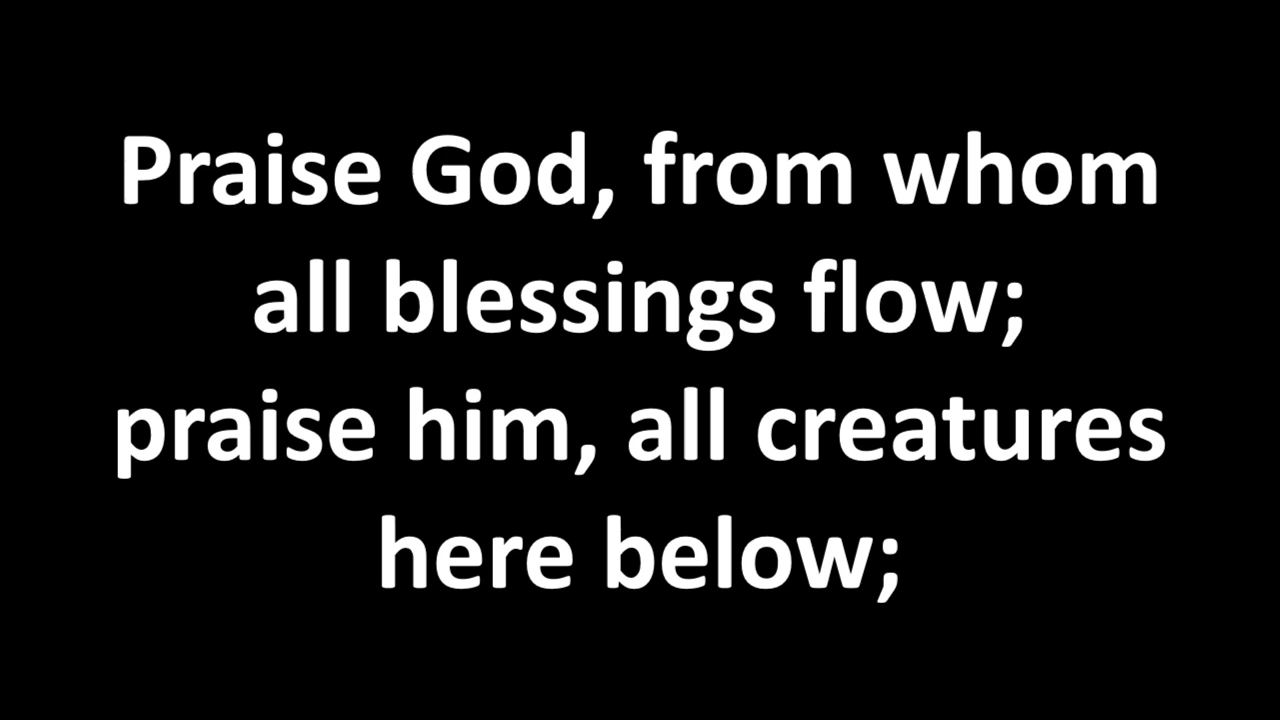 Praise God, from whom
all blessings flow;
praise him, all creatures
here below;